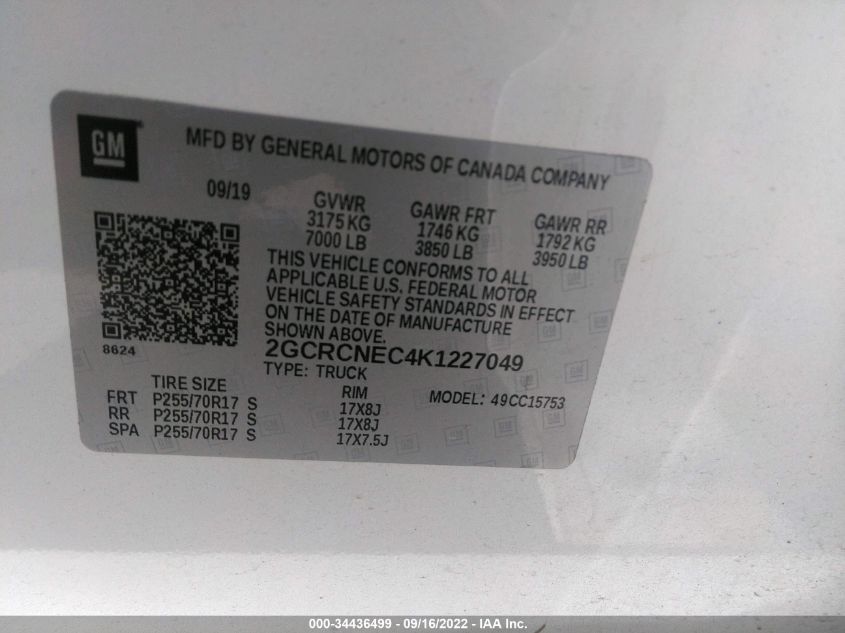 GM
MFD BY GENERAL MOTORS OF CANADA COMPANY
09/19 GVWR GAWR FRT GAWR RR
3175 KG 1746 KG 1792 KG
7000 LB 3850 LB 3950 LB
THIS VEHICLE CONFORMS TO ALL
APPLICABLE U.S. FEDERAL MOTOR
VEHICLE SAFETY STANDARDS IN EFFECT
ON THE DATE OF MANUFACTURE
SHOWN ABOVE.
8624
2GCRCNEC4K1227049
TYPE: TRUCK
TIRE SIZE RIM MODEL: 49CC15753
FRT P255/70R17 S 17X8J
RR P255/70R17 S 17X8J
SPA P255/70R17 S 17X7.5J
000-34436499 - 09/16/2022 - IAA Inc.